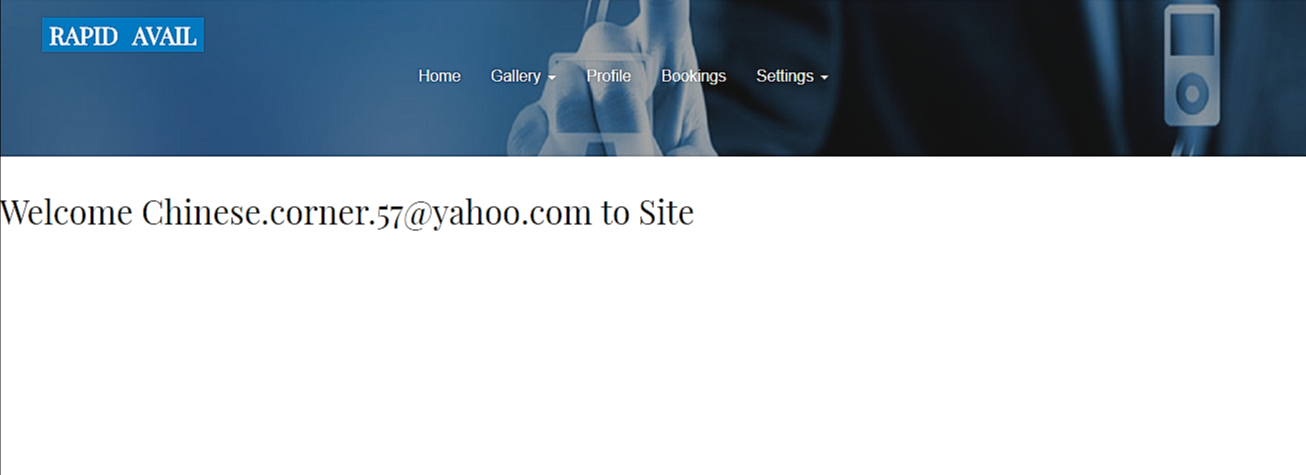 RAPID AVAIL
Home Gallery Profile Bookings Settings
Welcome Chinese.corner.57@yahoo.com to Site